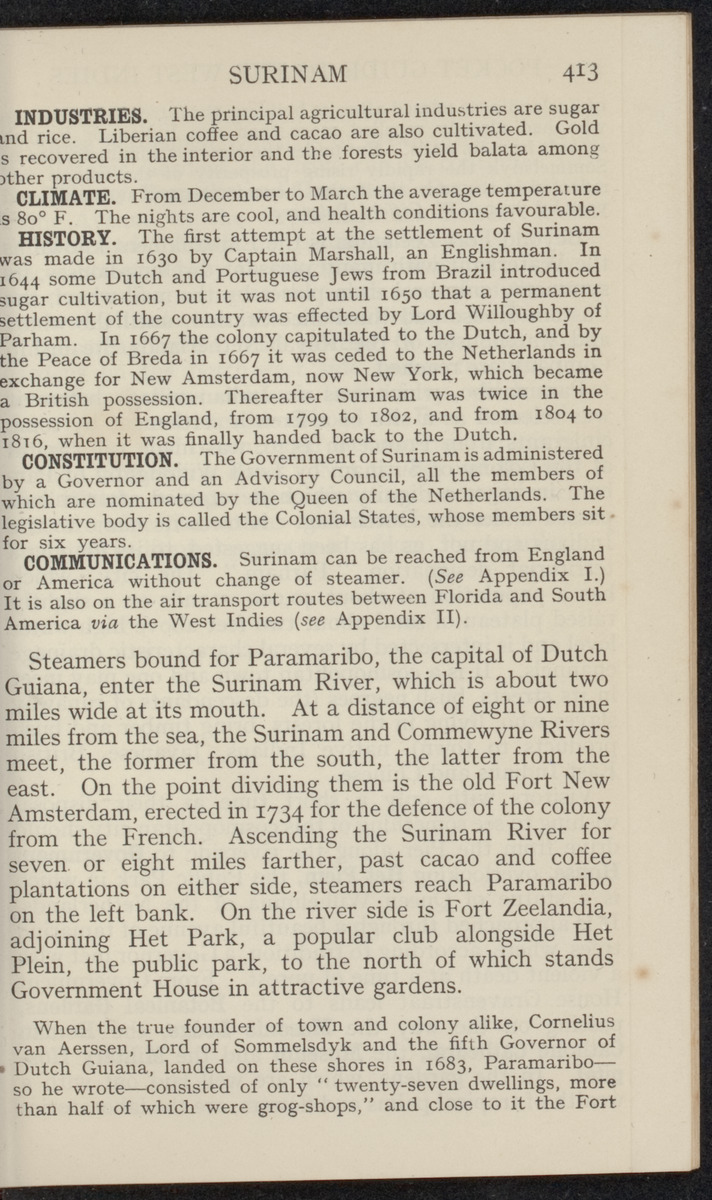 SURINAM 413
INDUSTRIES. The principal agricultural industries are sugar
and rice. Liberian coffee and cacao are also cultivated. Gold
s recovered in the interior and the forests yield balata among
other products.
CLIMATE. From December to March the average temperature
is 80° F. The nights are cool, and health conditions favourable.
HISTORY. The first attempt at the settlement of Surinam
was made in 1630 by Captain Marshall, an Englishman. In
1644 some Dutch and Portuguese Jews from Brazil introduced
sugar cultivation, but it was not until 1650 that a permanent
settlement of the country was effected by Lord Willoughby of
Parham. In 1667 the colony capitulated to the Dutch, and by
the Peace of Breda in 1667 it was ceded to the Netherlands in
exchange for New Amsterdam, now New York, which became
a British possession. Thereafter Surinam was twice in the
possession of England, from 1799 to 1802, and from 1804 to
1816, when it was finally handed back to the Dutch.
CONSTITUTION. The Government of Surinam is administered
by a Governor and an Advisory Council, all the members of
which are nominated by the Queen of the Netherlands. The
legislative body is called the Colonial States, whose members sit
for six years.
COMMUNICATIONS. Surinam can be reached from England
or America without change of steamer. (See Appendix I.)
It is also on the air transport routes between Florida and South
America via the West Indies (see Appendix II).
Steamers bound for Paramaribo, the capital of Dutch
Guiana, enter the Surinam River, which is about two
miles wide at its mouth. At a distance of eight or nine
miles from the sea, the Surinam and Commewyne Rivers
meet, the former from the south, the latter from the
east. On the point dividing them is the old Fort New
Amsterdam, erected in 1734 for the defence of the colony
from the French. Ascending the Surinam River for
seven or eight miles farther, past cacao and coffee
plantations on either side, steamers reach Paramaribo
on the left bank. On the river side is Fort Zeelandia,
adjoining Het Park, a popular club alongside Het
Plein, the public park, to the north of which stands
Government House in attractive gardens.
When the true founder of town and colony alike, Cornelius
van Aerssen, Lord of Sommelsdyk and the fifth Governor of
Dutch Guiana, landed on these shores in 1683, Paramaribo—
so he wrote—consisted of only "twenty-seven dwellings, more
than half of which were grog-shops," and close to it the Fort